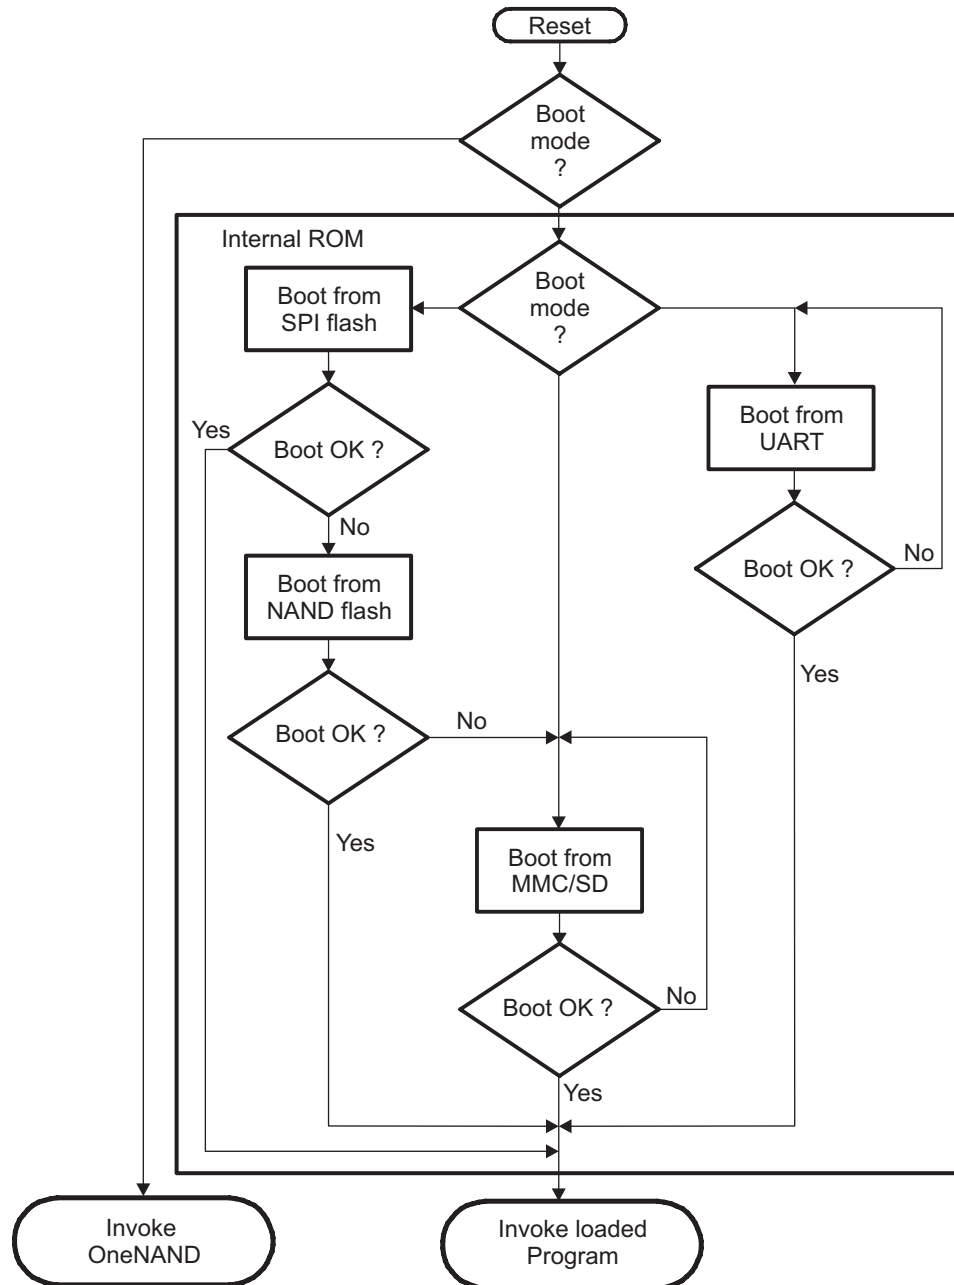 Reset
Boot
mode
?
Internal ROM
Boot
mode
?
Boot from
SPI flash
Boot from
UART
Yes
Boot OK ?
No
Boot OK ?
No
Boot from
NAND flash
Yes
Boot OK ?
No
Yes
Boot from
MMC/SD
Boot OK ?
No
Yes
Invoke
OneNAND
Invoke loaded
Program